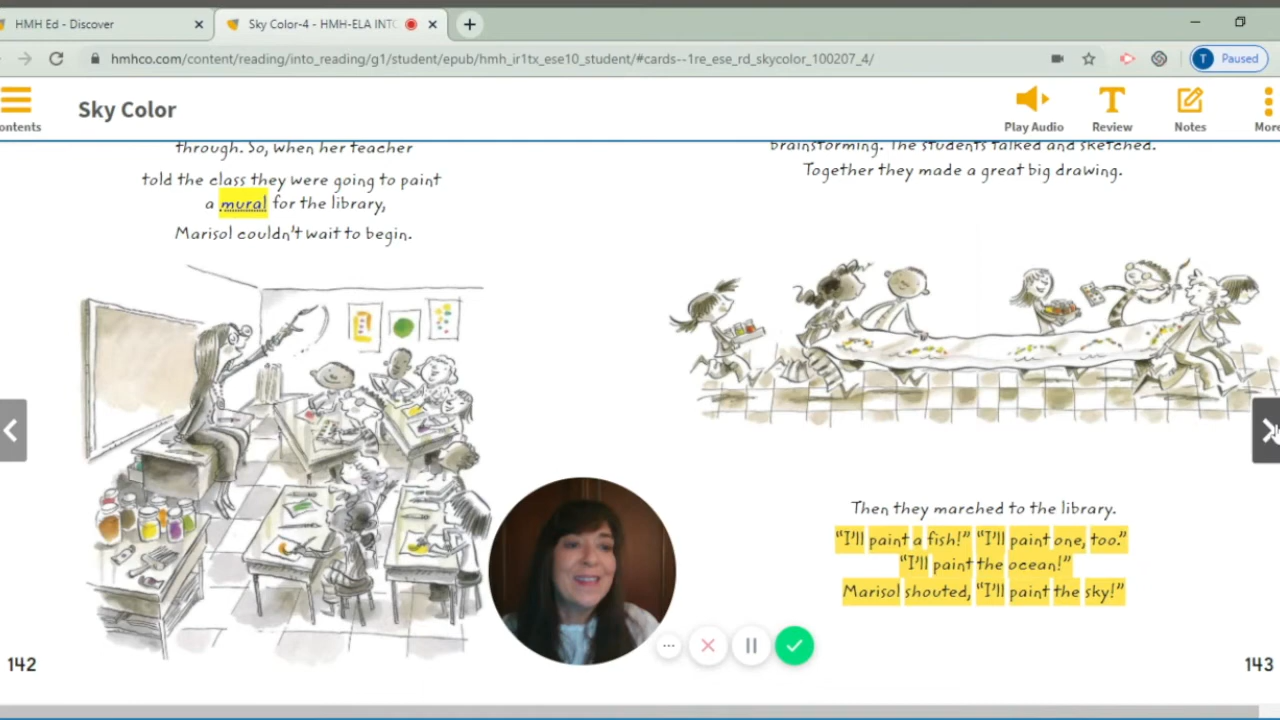 HMH Ed - Discover
Sky Color-4 - HMH-ELA INTO
hmhco.com/content/reading/into_reading/g1/student/epub/hmh_ir1tx_ese10_student/#cards--1re_ese_rd_skycolor_100207_4/
T Paused
ontents
Sky Color
Play Audio
Review
Notes
More
through. So, when her teacher
told the class they were going to paint
a mural for the library,
Marisol couldn't wait to begin.
142
brainstorming. The students talked and sketched.
Together they made a great big drawing.
Then they marched to the library.
"I'll paint a fish!" "I'll paint one, too."
"I'll paint the ocean!"
Marisol shouted, "I'll paint the sky!"
143